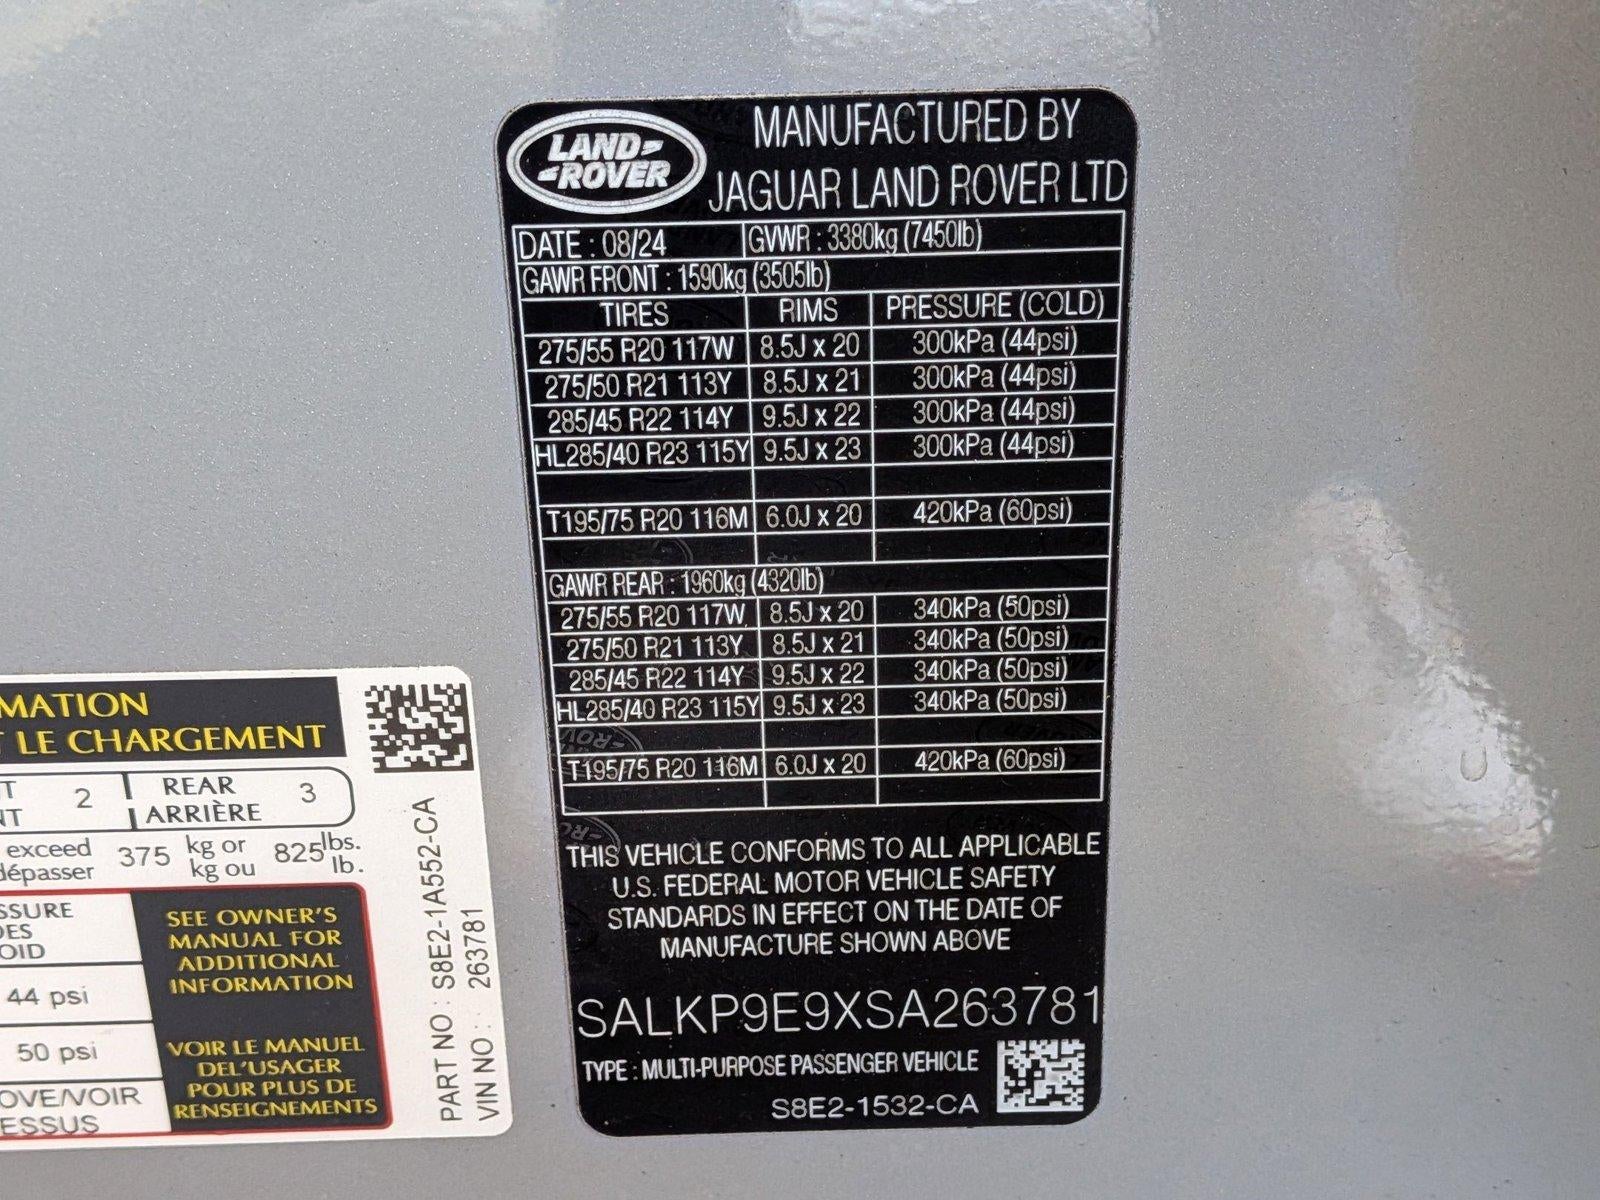 LAND-
-ROVER
MANUFACTURED BY
JAGUAR LAND ROVER LTD
DATE : 08/24 GVWR : 3380kg (7450lb)
GAWR FRONT : 1590kg (3505lb)
TIRES RIMS PRESSURE (COLD)
275/55 R20 117W 8.5J x 20 300kPa (44psi)
275/50 R21 113Y 8.5J x 21 300kPa (44psi)
285/45 R22 114Y 9.5J x 22 300kPa (44psi)
HL285/40 R23 115Y 9.5J x 23 300kPa (44psi)
T195/75 R20 116M 6.0J x 20 420kPa (60psi)
GAWR REAR : 1960kg (4320lb)
275/55 R20 117W 8.5J x 20 340kPa (50psi)
275/50 R21 113Y 8.5J x 21 340kPa (50psi)
285/45 R22 114Y 9.5J x 22 340kPa (50psi)
HL285/40 R23 115Y 9.5J x 23 340kPa (50psi)
T195/75 R20 116M 6.0J x 20 420kPa (60psi)
THIS VEHICLE CONFORMS TO ALL APPLICABLE
U.S. FEDERAL MOTOR VEHICLE SAFETY
STANDARDS IN EFFECT ON THE DATE OF
MANUFACTURE SHOWN ABOVE
SALKP9E9XSA263781
TYPE : MULTI-PURPOSE PASSENGER VEHICLE
S8E2-1532-CA
MATION
LE CHARGEMENT
2 REAR 3
ARRIÈRE
exceed 375 kg or 825 lbs.
dépasser kg ou lb.
SSURE
44 psi
50 psi
OVE/VOIR
ESSUS
SEE OWNER'S
MANUAL FOR
ADDITIONAL
INFORMATION
VOIR LE MANUEL
DEL'USAGER
POUR PLUS DE
RENSEIGNEMENTS
PART NO : S8E2-1A552-CA
VIN NO : 263781